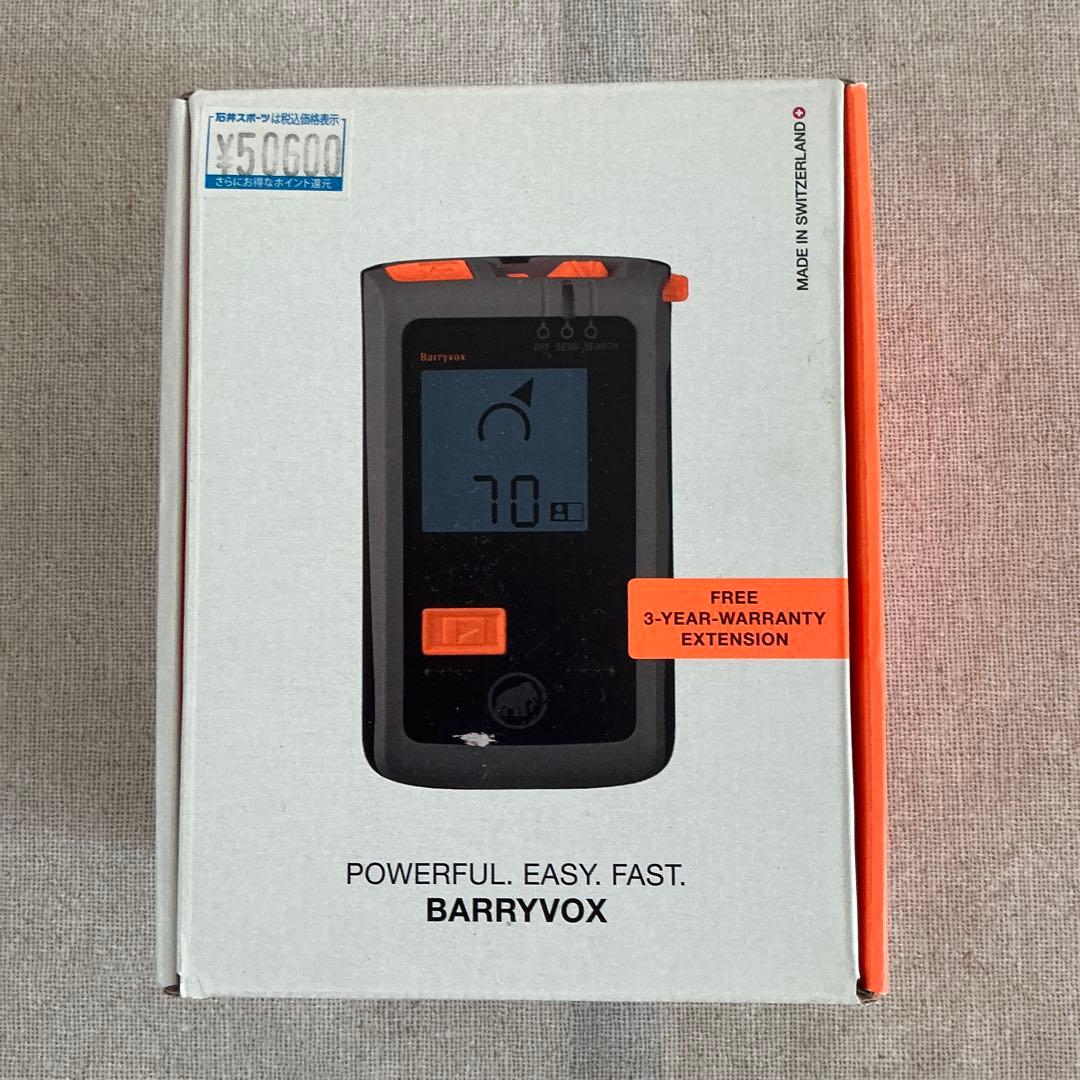 石井スポーツは税込価格表示
¥50600
さらにお得なポイント還元
MADE IN SWITZERLAND
OFF SEND SEARCH
Barryvox
70
FREE
3-YEAR-WARRANTY
EXTENSION
POWERFUL. EASY. FAST.
BARRYVOX